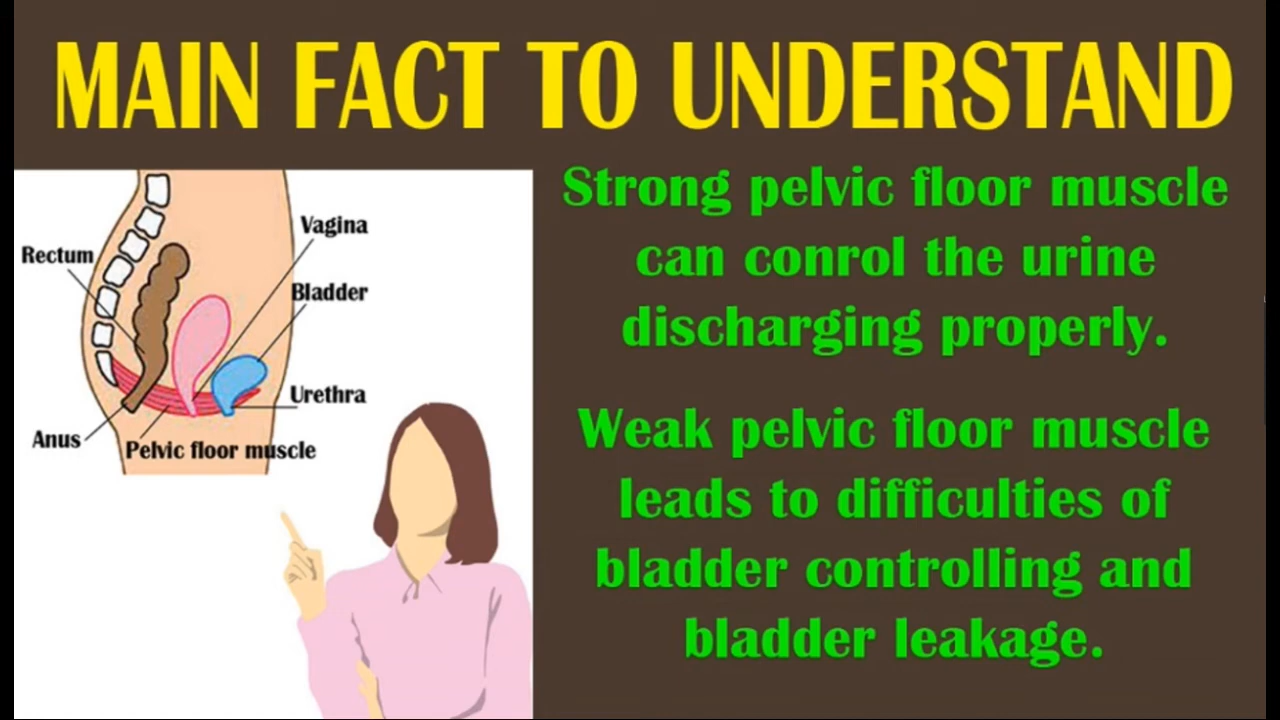 MAIN FACT TO UNDERSTAND
Strong pelvic floor muscle
can conrol the urine
discharging properly.
Weak pelvic floor muscle
leads to difficulties of
bladder controlling and
bladder leakage.
Vagina
Rectum
Bladder
Urethra
Anus
Pelvic floor muscle